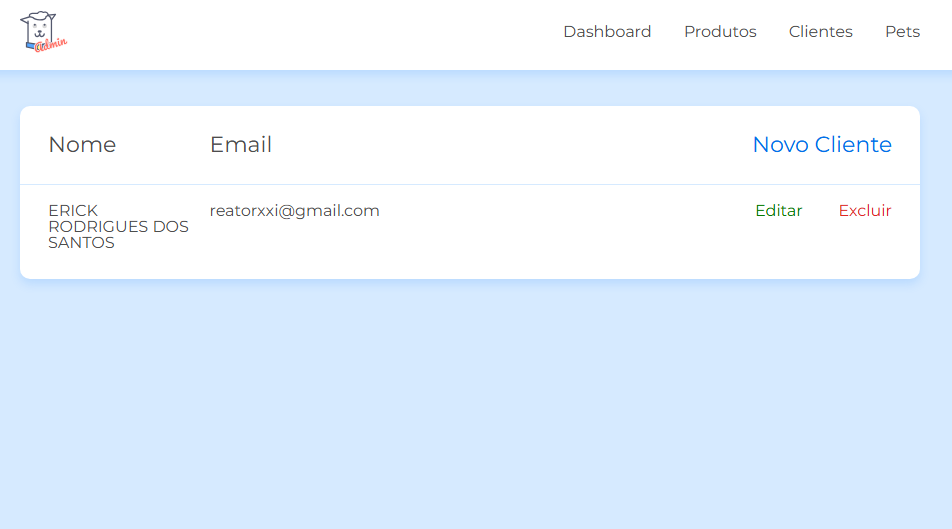 Admin
Dashboard Produtos Clientes Pets
Nome Email Novo Cliente
ERICK reatorxxi@gmail.com Editar Excluir
RODRIGUES DOS
SANTOS